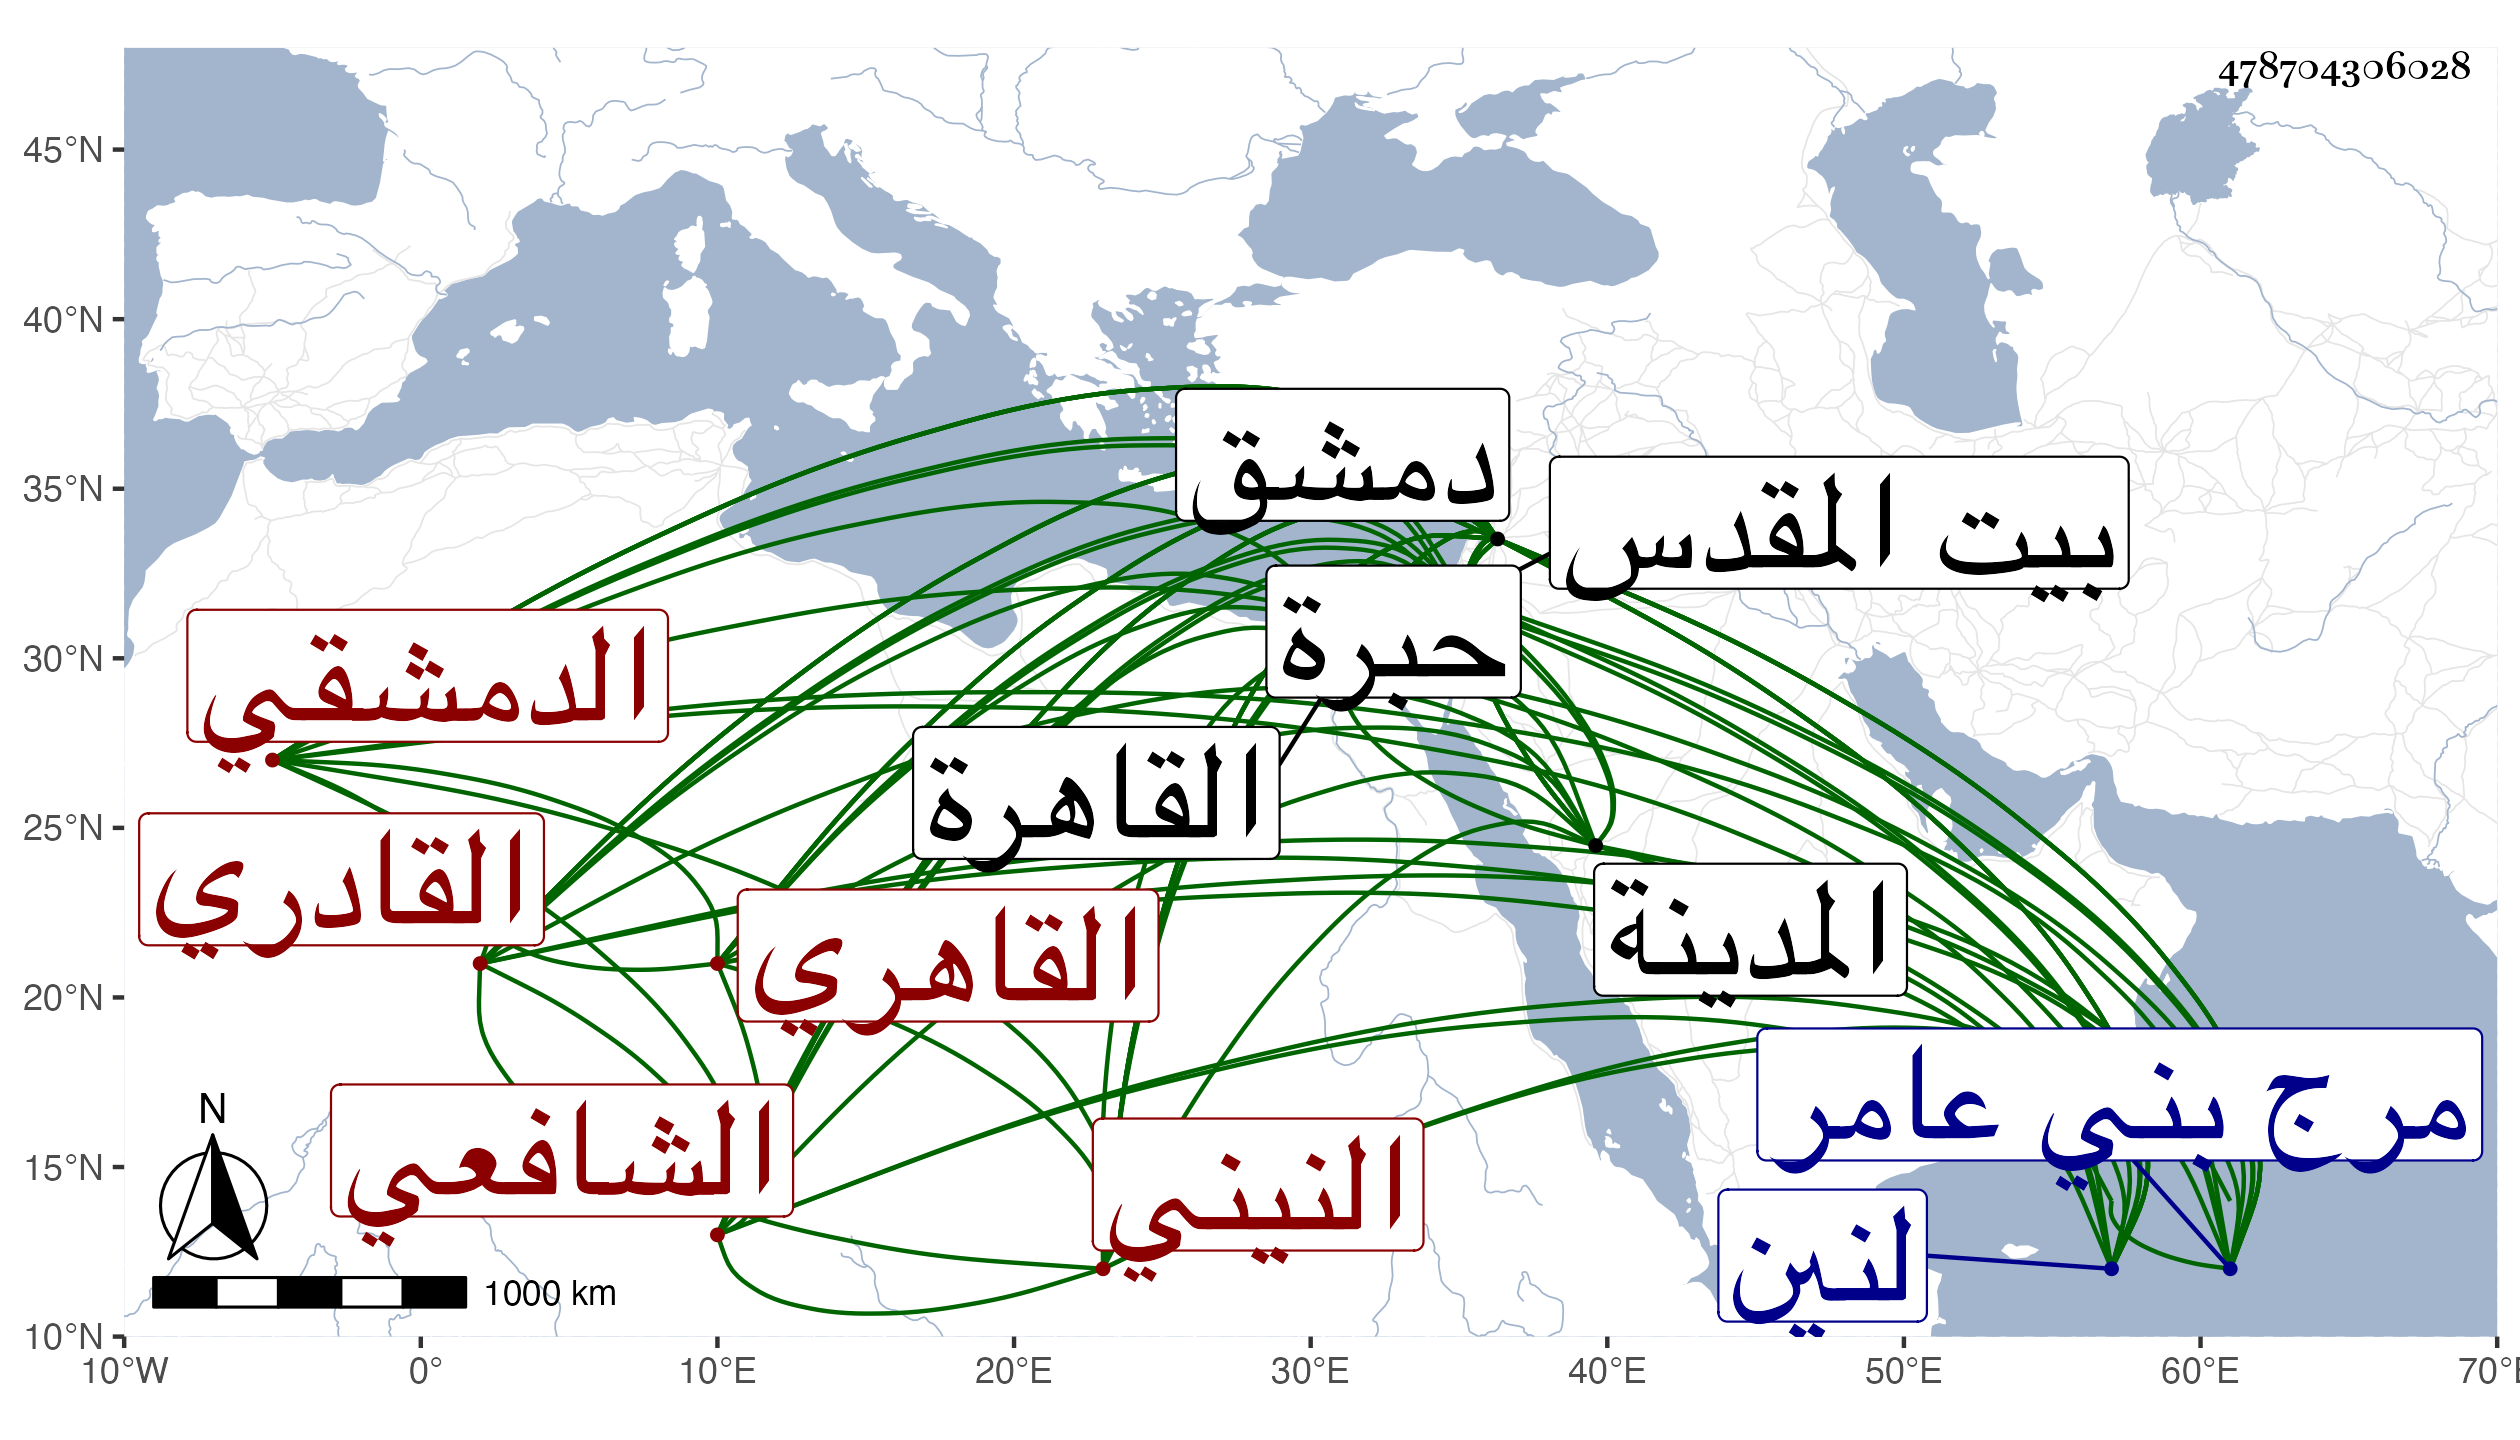 478704306028
45°N
40°N
35°N
30°N
25°N
20°N
15°N
10°N
دمشق
بيت المقدس
حبرة
الدمشقي
القاهرة
القادري
القاهري
المدينة
مرج بني عامر
الشافعي
النيني
لنين
N
1000 km
10°W 0° 10°E 20°E 30°E 40°E 50°E 60°E 70°E